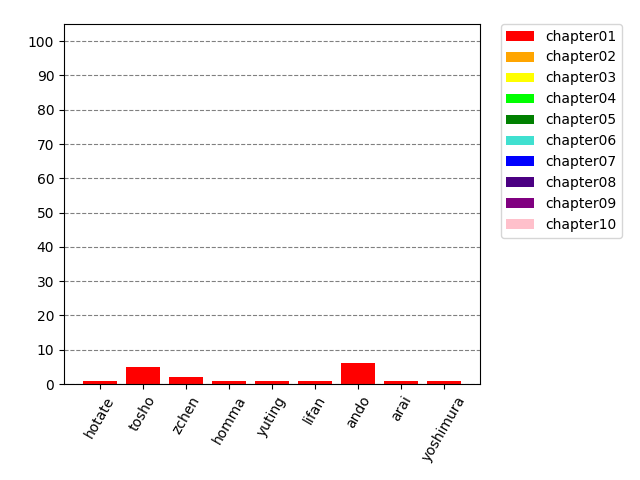 100
90
80
70
60
50
40
30
20
10
0
hotate
tosho
zchen
homma
yuting
lifan
ando
arai
yoshimura
chapter01
chapter02
chapter03
chapter04
chapter05
chapter06
chapter07
chapter08
chapter09
chapter10